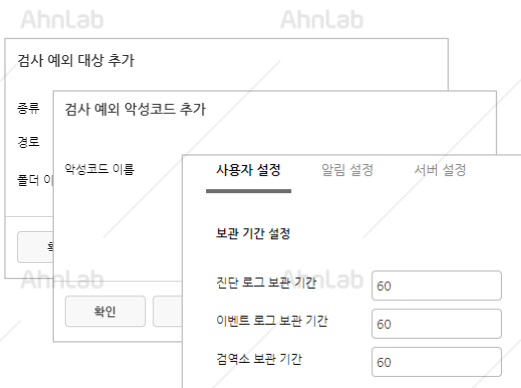 AhnLab AhnLab
검사 예외 대상 추가
종류
경로
폴더 이
검사 예외 악성코드 추가
악성코드 이름
확인
사용자 설정 알림 설정 서버 설정
보관 기간 설정
진단 로그 보관 기간 60
이벤트 로그 보관 기간 60
검역소 보관 기간 60
AhnLab AhnLab